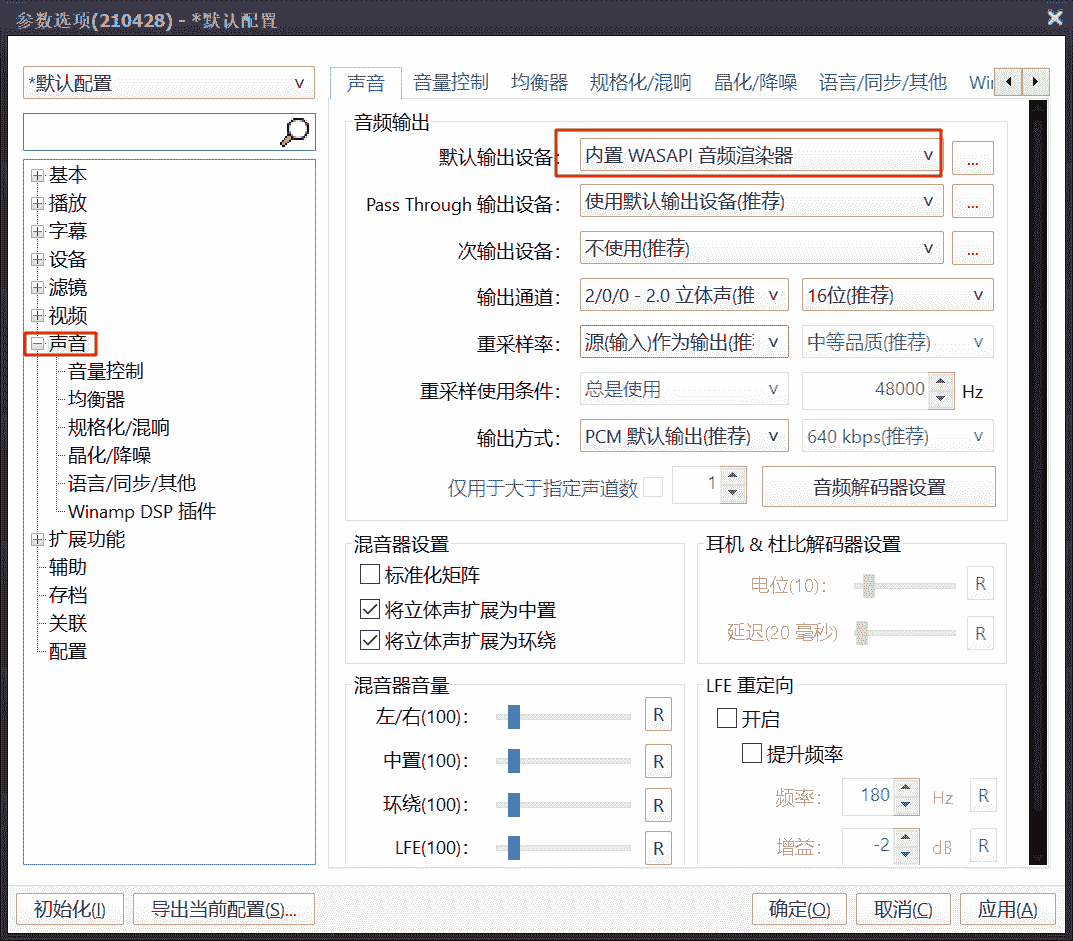 参数选项(210428) - *默认配置
*默认配置
基本
播放
字幕
设备
滤镜
视频
声音
音量控制
均衡器
规格化/混响
晶化/降噪
语言/同步/其他
Winamp DSP 插件
扩展功能
辅助
存档
关联
配置
声音 音量控制 均衡器 规格化/混响 晶化/降噪 语言/同步/其他 Wi
音频输出
默认输出设备: 内置 WASAPI 音频渲染器 ...
Pass Through 输出设备: 使用默认输出设备(推荐) ...
次输出设备: 不使用(推荐) ...
输出通道: 2/0/0 - 2.0 立体声(推 16位(推荐)
重采样率: 源(输入)作为输出(推 中等品质(推荐)
重采样使用条件: 总是使用 48000 Hz
输出方式: PCM 默认输出(推荐) 640 kbps(推荐)
仅用于大于指定声道数 1 音频解码器设置
混音器设置
标准化矩阵
将立体声扩展为中置
将立体声扩展为环绕
耳机 & 杜比解码器设置
电位(10): R
延迟(20 毫秒) R
混音器音量
左/右(100): R
中置(100): R
环绕(100): R
LFE(100): R
LFE 重定向
开启
提升频率
频率: 180 Hz R
增益: -2 dB R
初始化(I) 导出当前配置(S)... 确定(O) 取消(C) 应用(A)